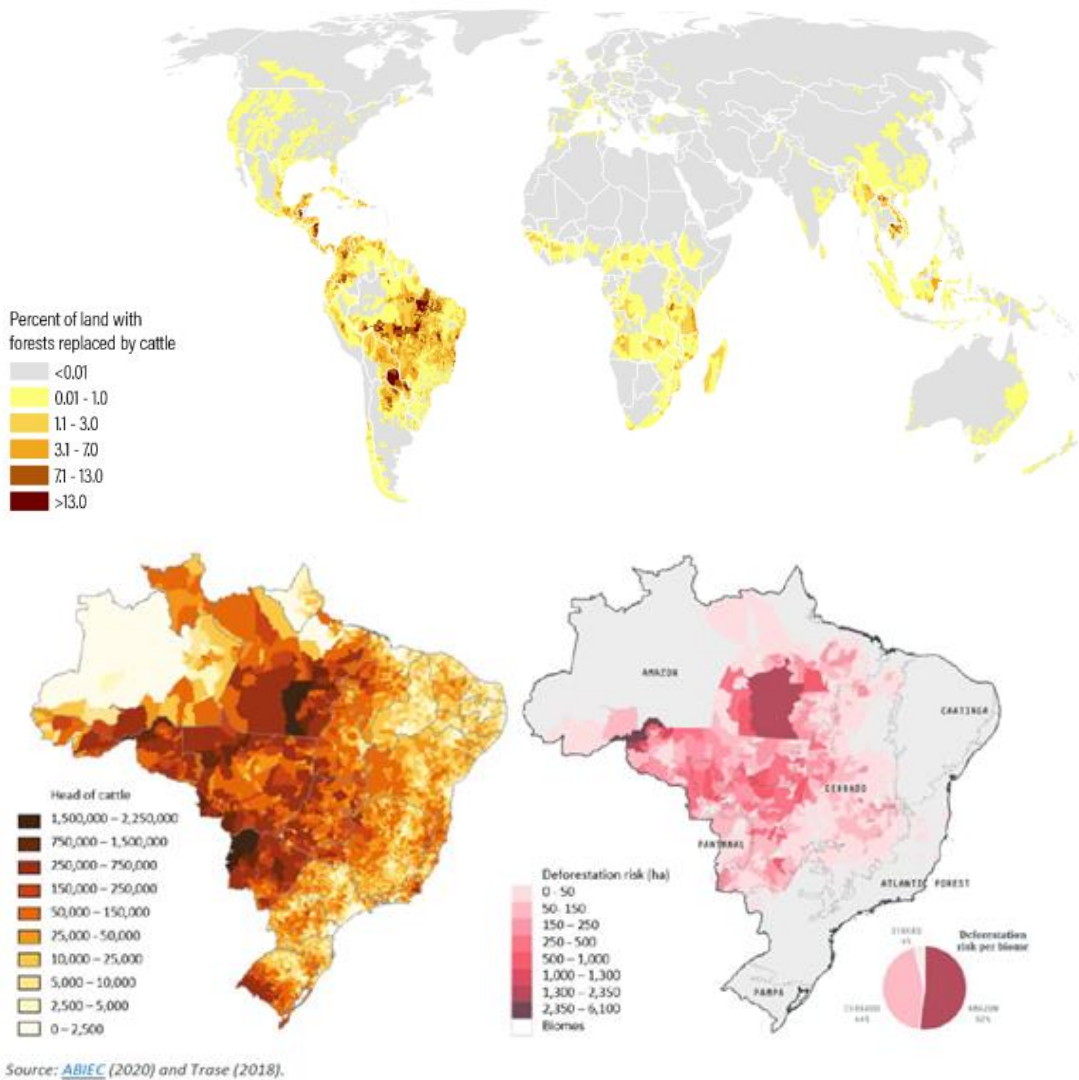 Percent of land with
forests replaced by cattle
<0.01
0.01 - 1.0
1.1 - 3.0
3.1 - 7.0
7.1 - 13.0
>13.0
Head of cattle
1,500,000 – 2,250,000
750,000 – 1,500,000
250,000 – 750,000
150,000 – 250,000
50,000 – 150,000
25,000 – 50,000
10,000 – 25,000
5,000 – 10,000
2,500 – 5,000
0 – 2,500
AMAZON
CAATINGA
CERRADO
PANTANAL
ATLANTIC FOREST
PAMPA
Deforestation risk (ha)
0 - 50
50- 150
150 – 250
250 - 500
500 – 1,000
1,000 – 1,300
1,300 – 2,350
2,350 – 6,100
Biomes
Deforestation
risk per biome
OTHERS
CERRADO
44%
AMAZON
52%
Source: ABIEC (2020) and Trase (2018).